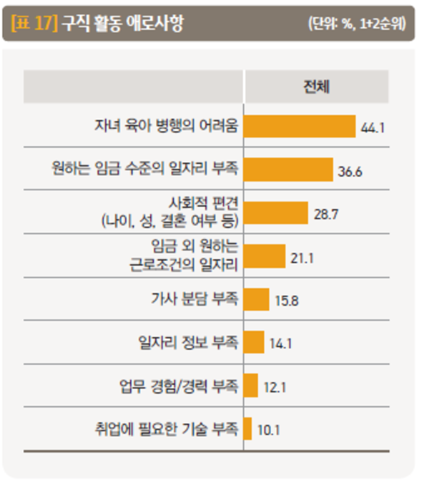 [표 17] 구직 활동 애로사항 (단위: %, 1+2순위)
전체
자녀 육아 병행의 어려움 44.1
원하는 임금 수준의 일자리 부족 36.6
사회적 편견
(나이, 성, 결혼 여부 등) 28.7
임금 외 원하는
근로조건의 일자리 21.1
가사 분담 부족 15.8
일자리 정보 부족 14.1
업무 경험/경력 부족 12.1
취업에 필요한 기술 부족 10.1